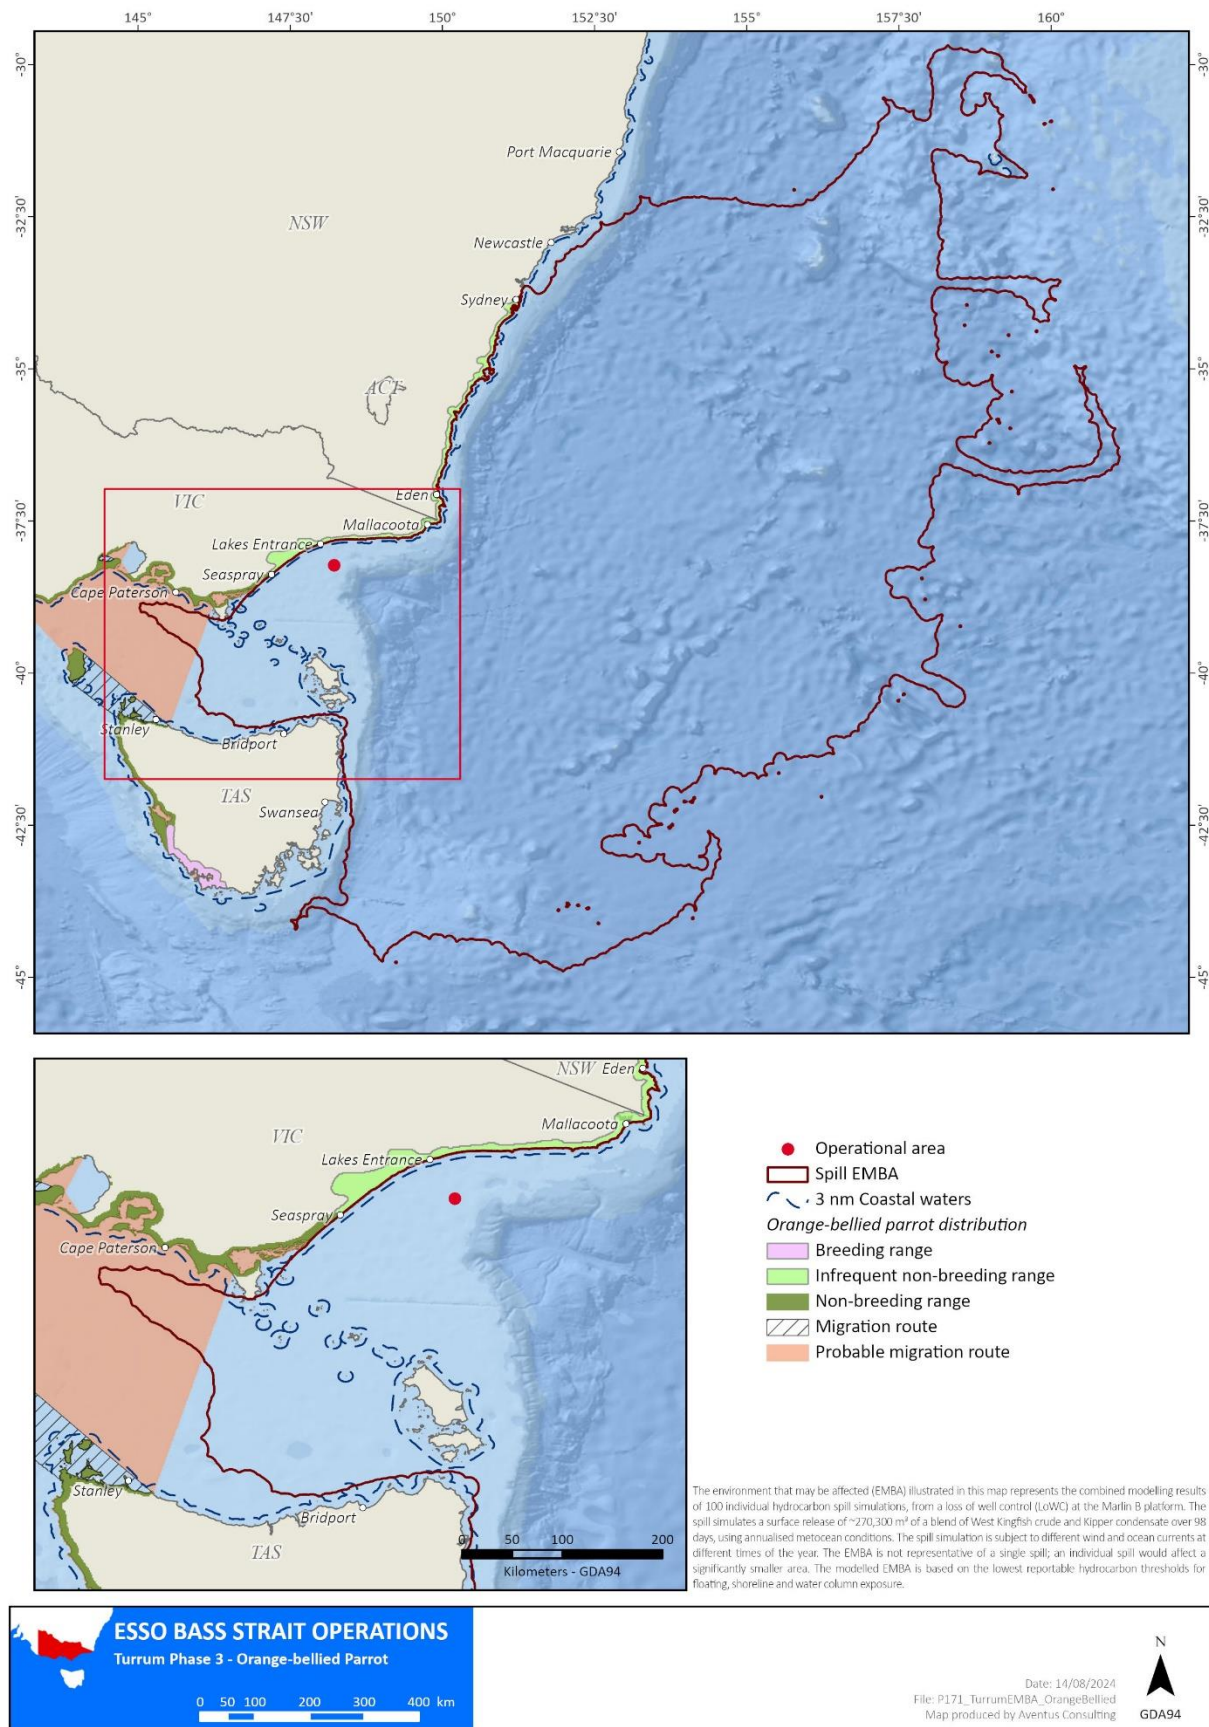 145° 147°30' 150° 152°30' 155° 157°30' 160°
-30° -30°
Port Macquarie
NSW
-32°30' -32°30'
Newcastle
Sydney
-35° -35°
ACT
Eden
VIC
Mallacoota
-37°30' -37°30'
Lakes Entrance
Seaspray
Cape Paterson
-40° -40°
Stanley
Bridport
TAS
Swansea
-42°30' -42°30'
-45° -45°
NSW Eden
Mallacoota
VIC
Lakes Entrance
Seaspray
Cape Paterson
Stanley
Bridport
TAS
0 50 100 200
Kilometers - GDA94
Operational area
Spill EMBA
3 nm Coastal waters
Orange-bellied parrot distribution
Breeding range
Infrequent non-breeding range
Non-breeding range
Migration route
Probable migration route
The environment that may be affected (EMBA) illustrated in this map represents the combined modelling results
of 100 individual hydrocarbon spill simulations, from a loss of well control (LoWC) at the Marlin B platform. The
spill simulates a surface release of ~270,300 m³ of a blend of West Kingfish crude and Kipper condensate over 98
days, using annualised metocean conditions. The spill simulation is subject to different wind and ocean currents at
different times of the year. The EMBA is not representative of a single spill; an individual spill would affect a
significantly smaller area. The modelled EMBA is based on the lowest reportable hydrocarbon thresholds for
floating, shoreline and water column exposure.
ESSO BASS STRAIT OPERATIONS
Turrum Phase 3 - Orange-bellied Parrot
0 50 100 200 300 400 km
Date: 14/08/2024
File: P171_TurrumEMBA_OrangeBellied
Map produced by Aventus Consulting
N
GDA94